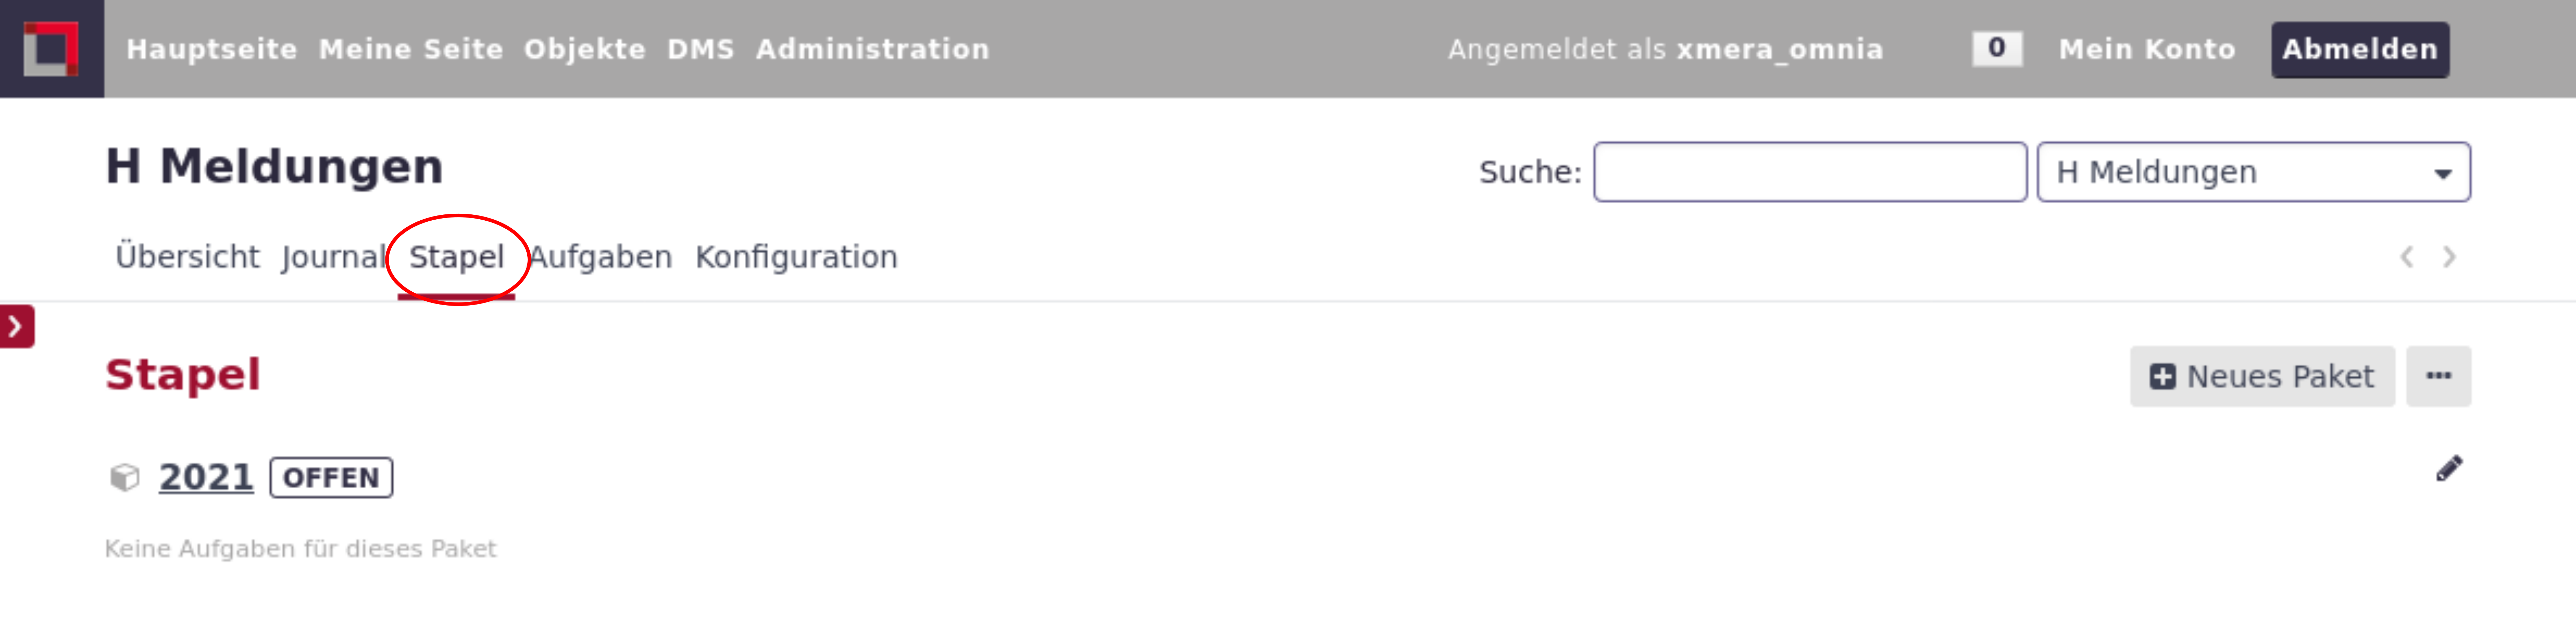 Hauptseite Meine Seite Objekte DMS Administration Angemeldet als xmera_omnia 0 Mein Konto Abmelden
H Meldungen Suche: H Meldungen
Übersicht Journal Stapel Aufgaben Konfiguration
Stapel Neues Paket
2021 OFFEN
Keine Aufgaben für dieses Paket